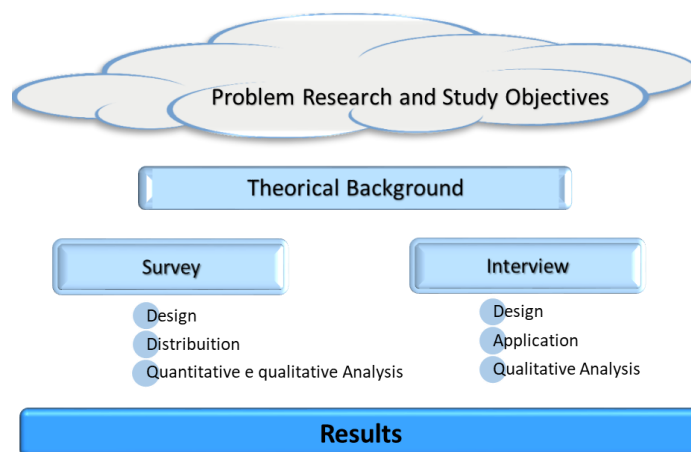 Problem Research and Study Objectives
Theorical Background
Survey
Design
Distribuition
Quantitative e qualitative Analysis
Interview
Design
Application
Qualitative Analysis
Results